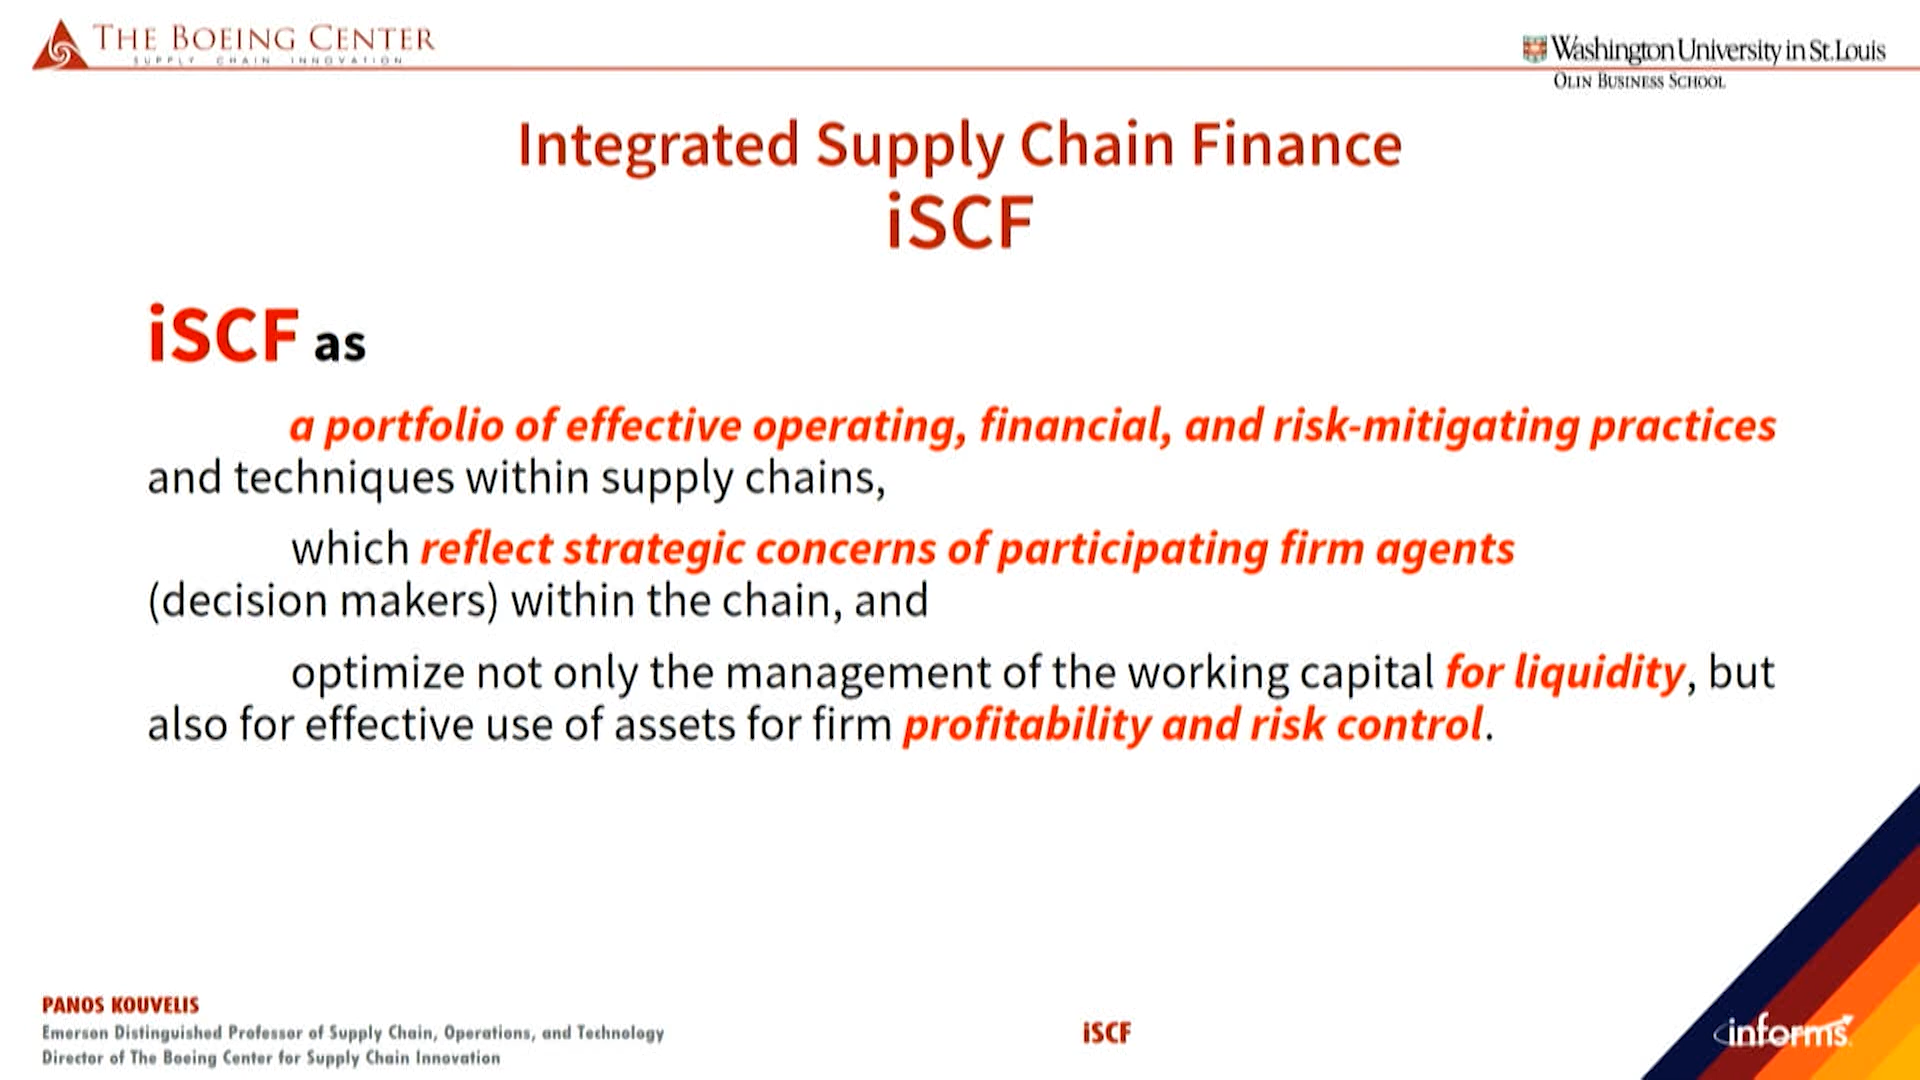 THE BOEING CENTER
SUPPLY CHAIN INNOVATION
Washington University in St. Louis
OLIN BUSINESS SCHOOL
Integrated Supply Chain Finance
iSCF
iSCF as
a portfolio of effective operating, financial, and risk-mitigating practices
and techniques within supply chains,
which reflect strategic concerns of participating firm agents
(decision makers) within the chain, and
optimize not only the management of the working capital for liquidity, but
also for effective use of assets for firm profitability and risk control.
PANOS KOUVELIS
Emerson Distinguished Professor of Supply Chain, Operations, and Technology
Director of The Boeing Center for Supply Chain Innovation
iSCF
informs